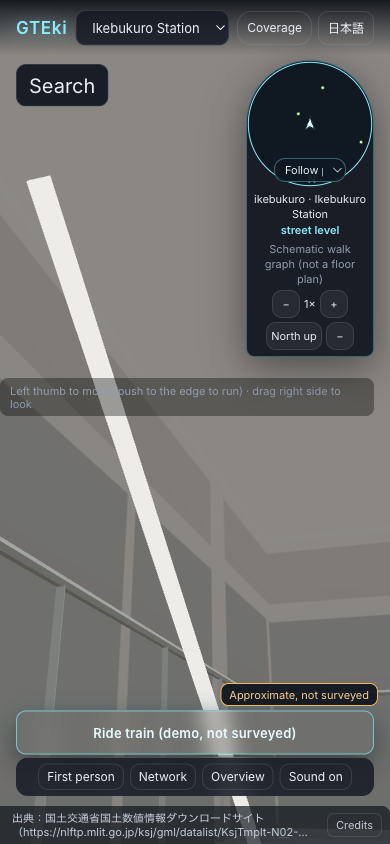 GTEki
Ikebukuro Station
Coverage
日本語
Search
Follow
ikebukuro · Ikebukuro
Station
street level
Schematic walk
graph (not a floor
plan)
− 1× +
North up −
Left thumb to move (push to the edge to run) · drag right side to
look
Approximate, not surveyed
Ride train (demo, not surveyed)
First person
Network
Overview
Sound on
出典：国土交通省国土数値情報ダウンロードサイト
（https://nlftp.mlit.go.jp/ksj/gml/datalist/KsjTmplt-N02-...
Credits